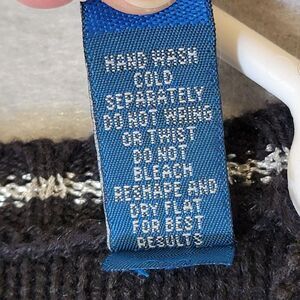 HAND WASH
COLD
SEPARATELY
DO NOT WRING
OR TWIST
DO NOT
BLEACH
RESHAPE AND
DRY FLAT
FOR BEST
RESULTS